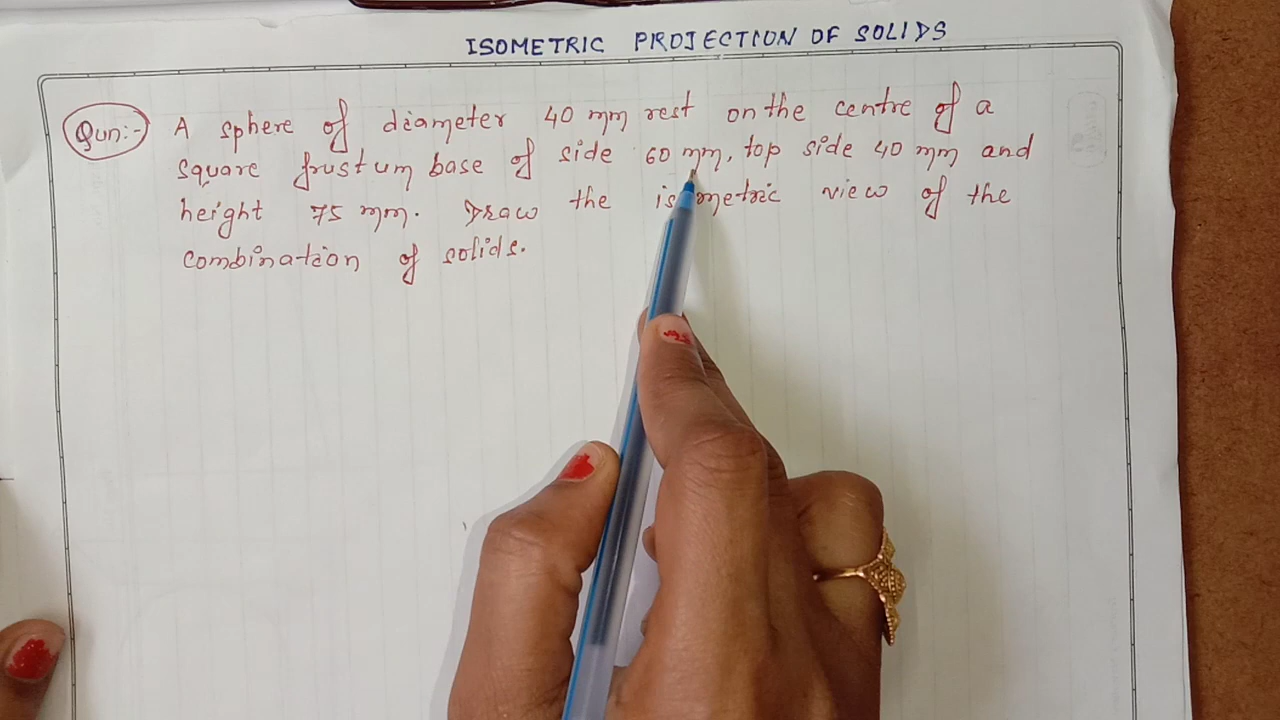 ISOMETRIC PROJECTION OF SOLIDS
Qun:- A sphere of diameter 40 mm rest on the centre of a
square frustum base of side 60 mm, top side 40 mm and
height 75 mm. Draw the isometric view of the
combination of solids.